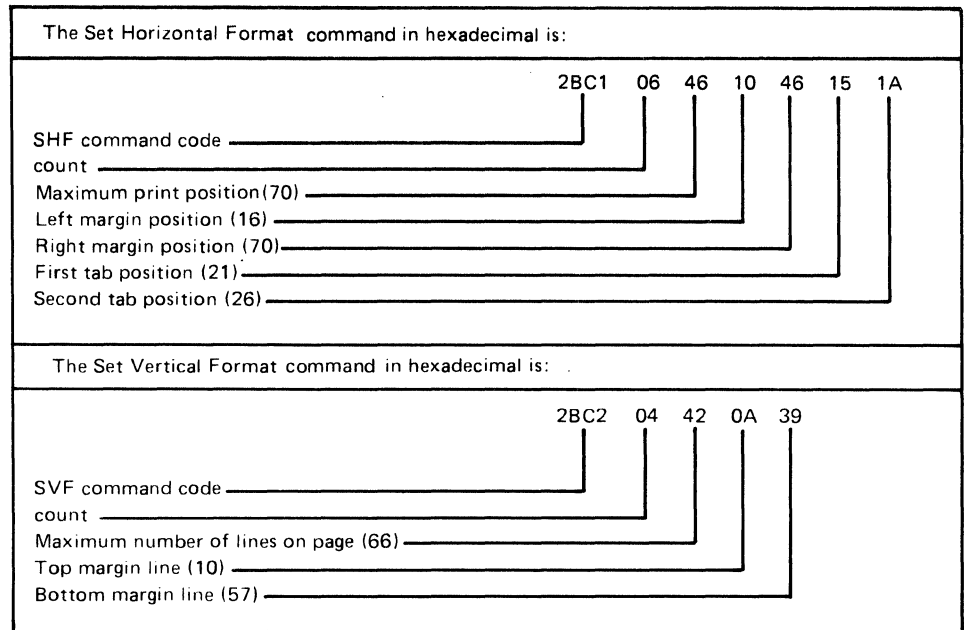 The Set Horizontal Format command in hexadecimal is:
2BC1 06 46 10 46 15 1A
SHF command code
count
Maximum print position(70)
Left margin position (16)
Right margin position (70)
First tab position (21)
Second tab position (26)
The Set Vertical Format command in hexadecimal is:
2BC2 04 42 0A 39
SVF command code
count
Maximum number of lines on page (66)
Top margin line (10)
Bottom margin line (57)